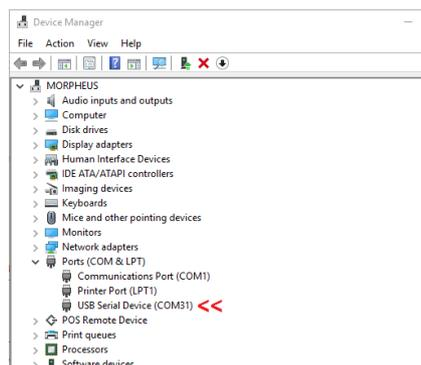 Device Manager
File Action View Help
MORPHEUS
Audio inputs and outputs
Computer
Disk drives
Display adapters
Human Interface Devices
IDE ATA/ATAPI controllers
Imaging devices
Keyboards
Mice and other pointing devices
Monitors
Network adapters
Ports (COM & LPT)
Communications Port (COM1)
Printer Port (LPT1)
USB Serial Device (COM31) <<
POS Remote Device
Print queues
Processors
Software devices